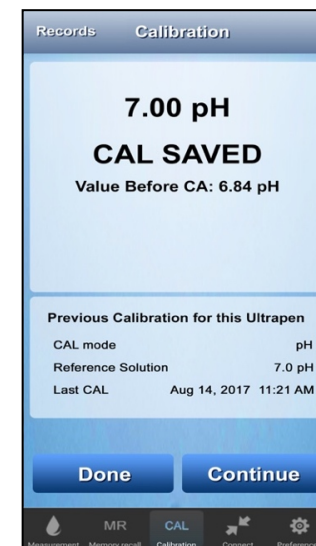 Records Calibration
7.00 pH
CAL SAVED
Value Before CA: 6.84 pH
Previous Calibration for this Ultrapen
CAL mode pH
Reference Solution 7.0 pH
Last CAL Aug 14, 2017 11:21 AM
Done Continue
MR CAL
Measurement Memory recall Calibration Connect Preference